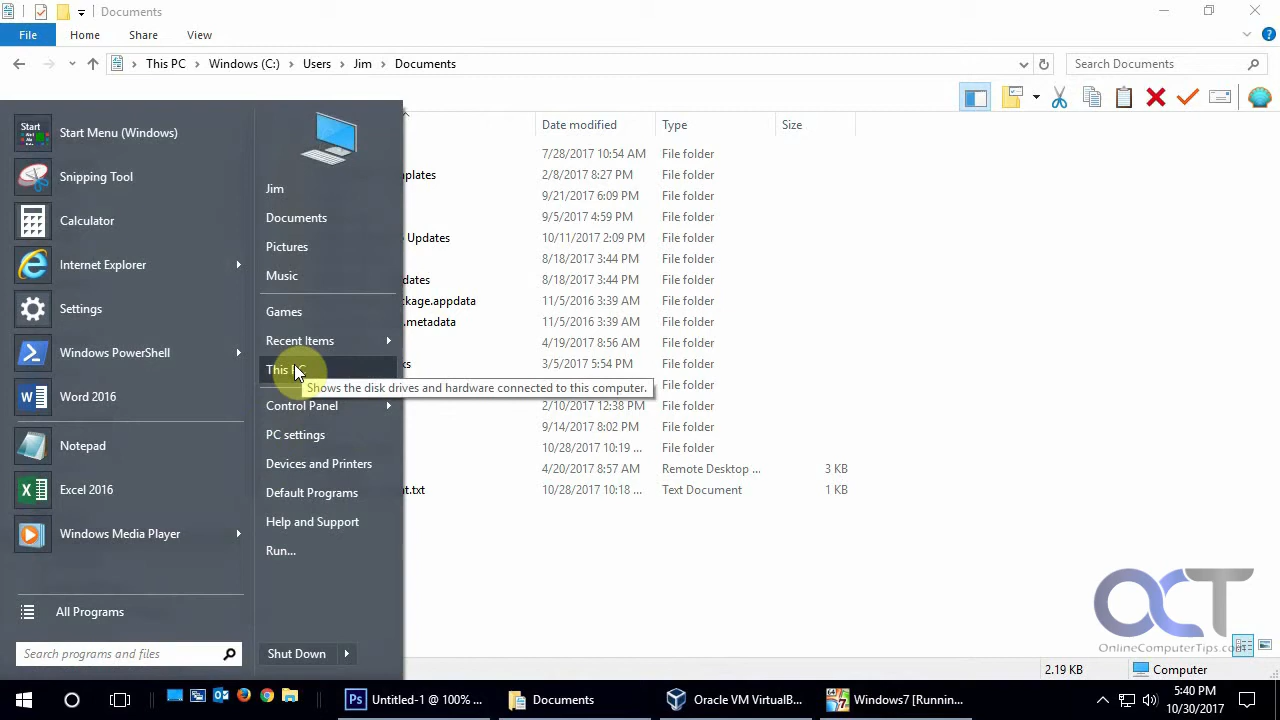 Documents
File Home Share View
This PC Windows (C:) Users Jim Documents Search Documents
Date modified Type Size
7/28/2017 10:54 AM File folder
plates 2/8/2017 8:27 PM File folder
9/21/2017 6:09 PM File folder
9/5/2017 4:59 PM File folder
Updates 10/11/2017 2:09 PM File folder
8/18/2017 3:44 PM File folder
dates 8/18/2017 3:44 PM File folder
kage.appdata 11/5/2016 3:39 AM File folder
.metadata 11/5/2016 3:39 AM File folder
4/19/2017 8:56 AM File folder
ks 3/5/2017 5:54 PM File folder
File folder
2/10/2017 12:38 PM File folder
9/14/2017 8:02 PM File folder
10/28/2017 10:19 ... File folder
4/20/2017 8:57 AM Remote Desktop ... 3 KB
t.txt 10/28/2017 10:18 ... Text Document 1 KB
Start
Start Menu (Windows)
Snipping Tool
Calculator
Internet Explorer
Settings
Windows PowerShell
Word 2016
Notepad
Excel 2016
Windows Media Player
All Programs
Search programs and files
Jim
Documents
Pictures
Music
Games
Recent Items
This PC
Shows the disk drives and hardware connected to this computer.
Control Panel
PC settings
Devices and Printers
Default Programs
Help and Support
Run...
Shut Down
OCT
OnlineComputerTips.com
2.19 KB Computer
Untitled-1 @ 100% ... Documents Oracle VM VirtualB... Windows7 [Runnin...
5:40 PM
10/30/2017